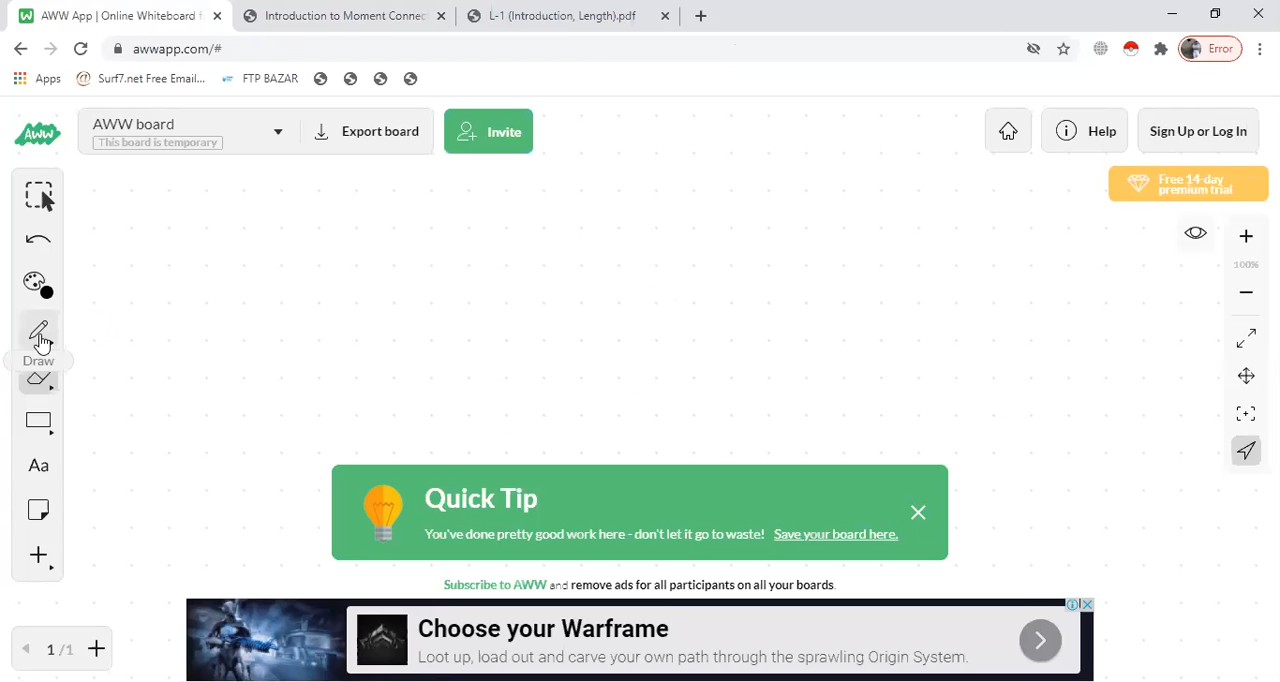 AWW App | Online Whiteboard f
Introduction to Moment Connec
L-1 (Introduction, Length).pdf
awwapp.com/#
Error
Apps
Surf7.net Free Email...
FTP BAZAR
AWW
AWW board
This board is temporary
Export board
Invite
Help
Sign Up or Log In
Free 14-day
premium trial
100%
Draw
Aa
Quick Tip
You've done pretty good work here - don't let it go to waste! Save your board here.
Subscribe to AWW and remove ads for all participants on all your boards.
Choose your Warframe
Loot up, load out and carve your own path through the sprawling Origin System.
1 /1